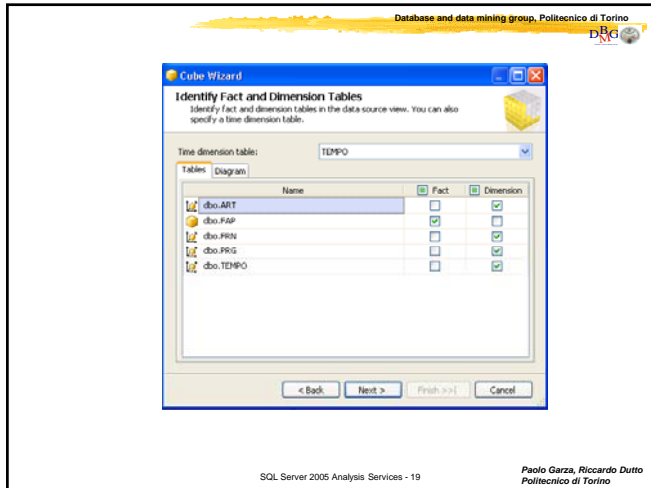 Database and data mining group, Politecnico di Torino
DBMG
Cube Wizard
Identify Fact and Dimension Tables
Identify fact and dimension tables in the data source view. You can also
specify a time dimension table.
Time dimension table: TEMPO
Tables Diagram
Name Fact Dimension
dbo.ART
dbo.FAP
dbo.FRN
dbo.PRG
dbo.TEMPO
< Back Next > Finish >>| Cancel
SQL Server 2005 Analysis Services - 19
Paolo Garza, Riccardo Dutto
Politecnico di Torino